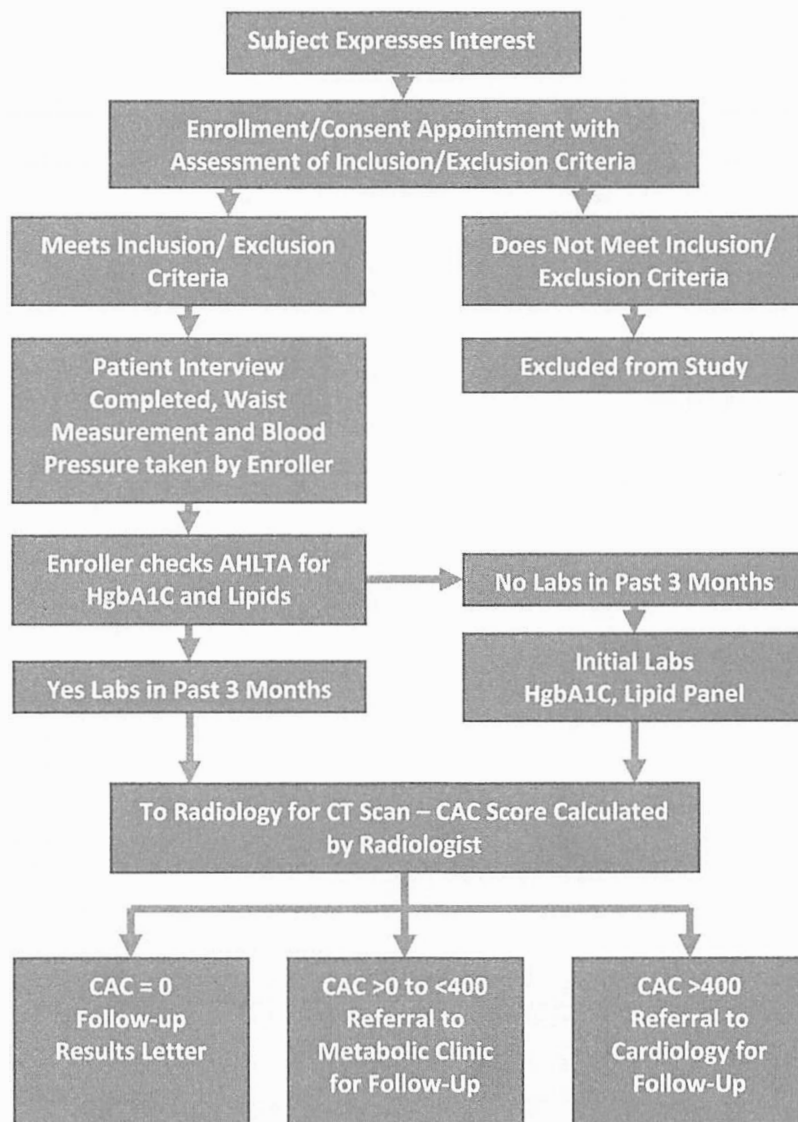 Subject Expresses Interest
Enrollment/Consent Appointment with
Assessment of Inclusion/Exclusion Criteria
Meets Inclusion/ Exclusion
Criteria
Does Not Meet Inclusion/
Exclusion Criteria
Patient Interview
Completed, Waist
Measurement and Blood
Pressure taken by Enroller
Excluded from Study
Enroller checks AHLTA for
HgbA1C and Lipids
No Labs in Past 3 Months
Yes Labs in Past 3 Months
Initial Labs
HgbA1C, Lipid Panel
To Radiology for CT Scan – CAC Score Calculated
by Radiologist
CAC = 0
Follow-up
Results Letter
CAC >0 to <400
Referral to
Metabolic Clinic
for Follow-Up
CAC >400
Referral to
Cardiology for
Follow-Up